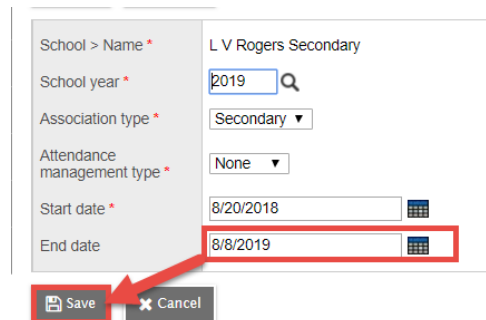 School > Name * L V Rogers Secondary
School year * 2019
Association type * Secondary
Attendance
management type * None
Start date * 8/20/2018
End date 8/8/2019
Save Cancel